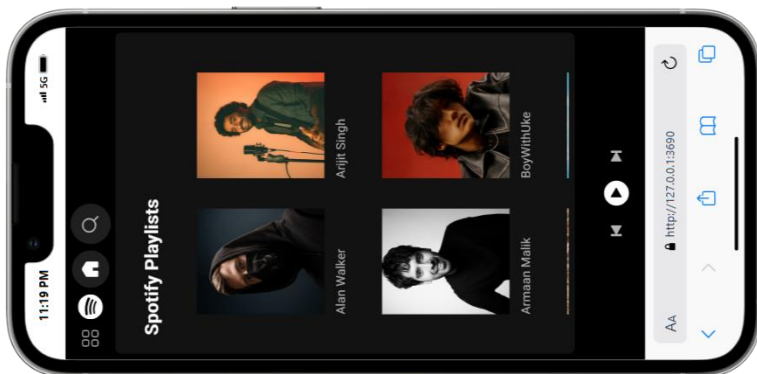 11:19 PM 5G
Spotify Playlists
Alan Walker Arijit Singh
Armaan Malik BoyWithUke
AA http://127.0.0.1:3690